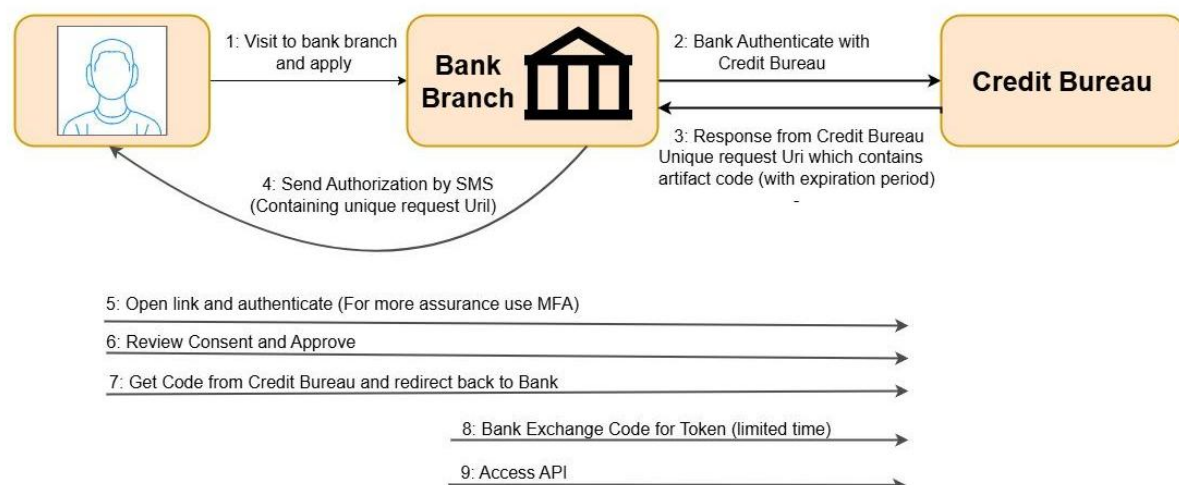 1: Visit to bank branch
and apply
Bank
Branch
2: Bank Authenticate with
Credit Bureau
Credit Bureau
3: Response from Credit Bureau
Unique request Uri which contains
artifact code (with expiration period)
-
4: Send Authorization by SMS
(Containing unique request Uril)
5: Open link and authenticate (For more assurance use MFA)
6: Review Consent and Approve
7: Get Code from Credit Bureau and redirect back to Bank
8: Bank Exchange Code for Token (limited time)
9: Access API